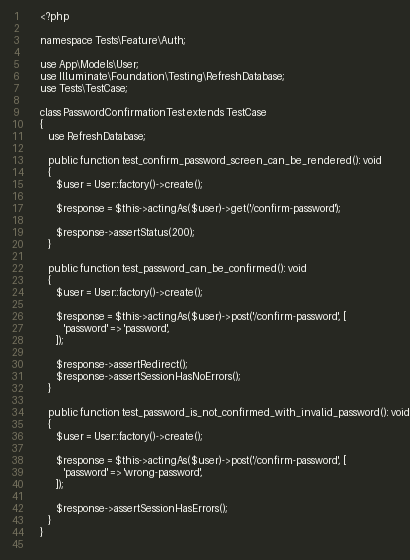 1 <?php
2
3 namespace Tests\Feature\Auth;
4
5 use App\Models\User;
6 use Illuminate\Foundation\Testing\RefreshDatabase;
7 use Tests\TestCase;
8
9 class PasswordConfirmationTest extends TestCase
10 {
11     use RefreshDatabase;
12
13     public function test_confirm_password_screen_can_be_rendered(): void
14     {
15         $user = User::factory()->create();
16
17         $response = $this->actingAs($user)->get('/confirm-password');
18
19         $response->assertStatus(200);
20     }
21
22     public function test_password_can_be_confirmed(): void
23     {
24         $user = User::factory()->create();
25
26         $response = $this->actingAs($user)->post('/confirm-password', [
27             'password' => 'password',
28         ]);
29
30         $response->assertRedirect();
31         $response->assertSessionHasNoErrors();
32     }
33
34     public function test_password_is_not_confirmed_with_invalid_password(): void
35     {
36         $user = User::factory()->create();
37
38         $response = $this->actingAs($user)->post('/confirm-password', [
39             'password' => 'wrong-password',
40         ]);
41
42         $response->assertSessionHasErrors();
43     }
44 }
45